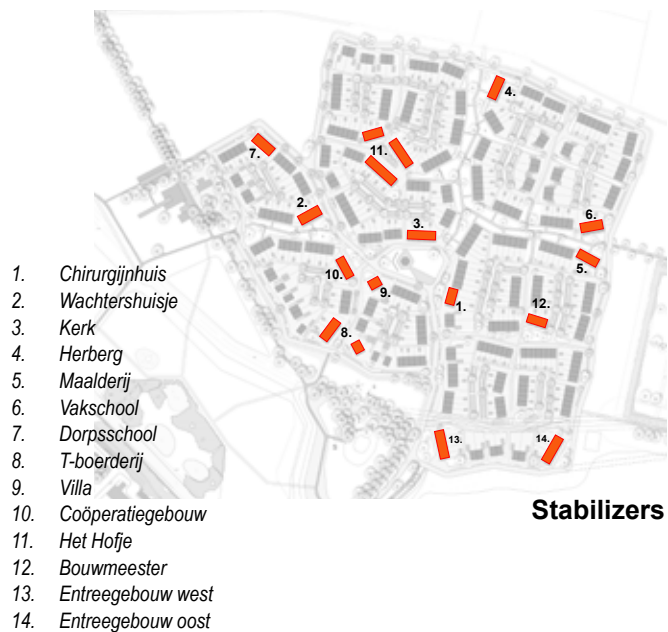 4.
7.
11.
2.
6.
3.
5.
10.
9.
1.
12.
8.
13.
14.
Stabilizers
1. Chirurgijnhuis
2. Wachtershuisje
3. Kerk
4. Herberg
5. Maalderij
6. Vakschool
7. Dorpsschool
8. T-boerderij
9. Villa
10. Coöperatiegebouw
11. Het Hofje
12. Bouwmeester
13. Entreegebouw west
14. Entreegebouw oost